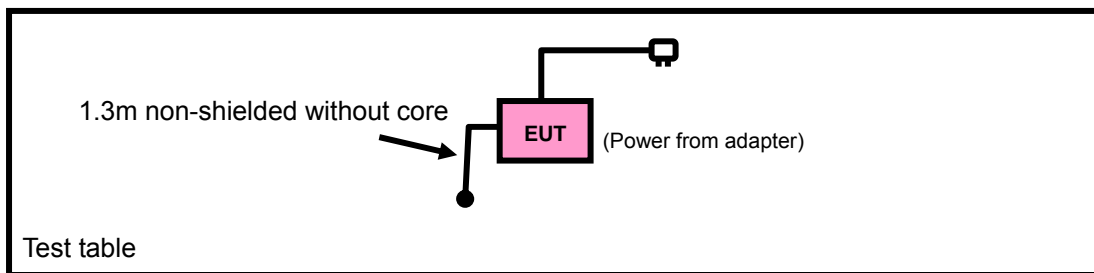 1.3m non-shielded without core
EUT
(Power from adapter)
Test table